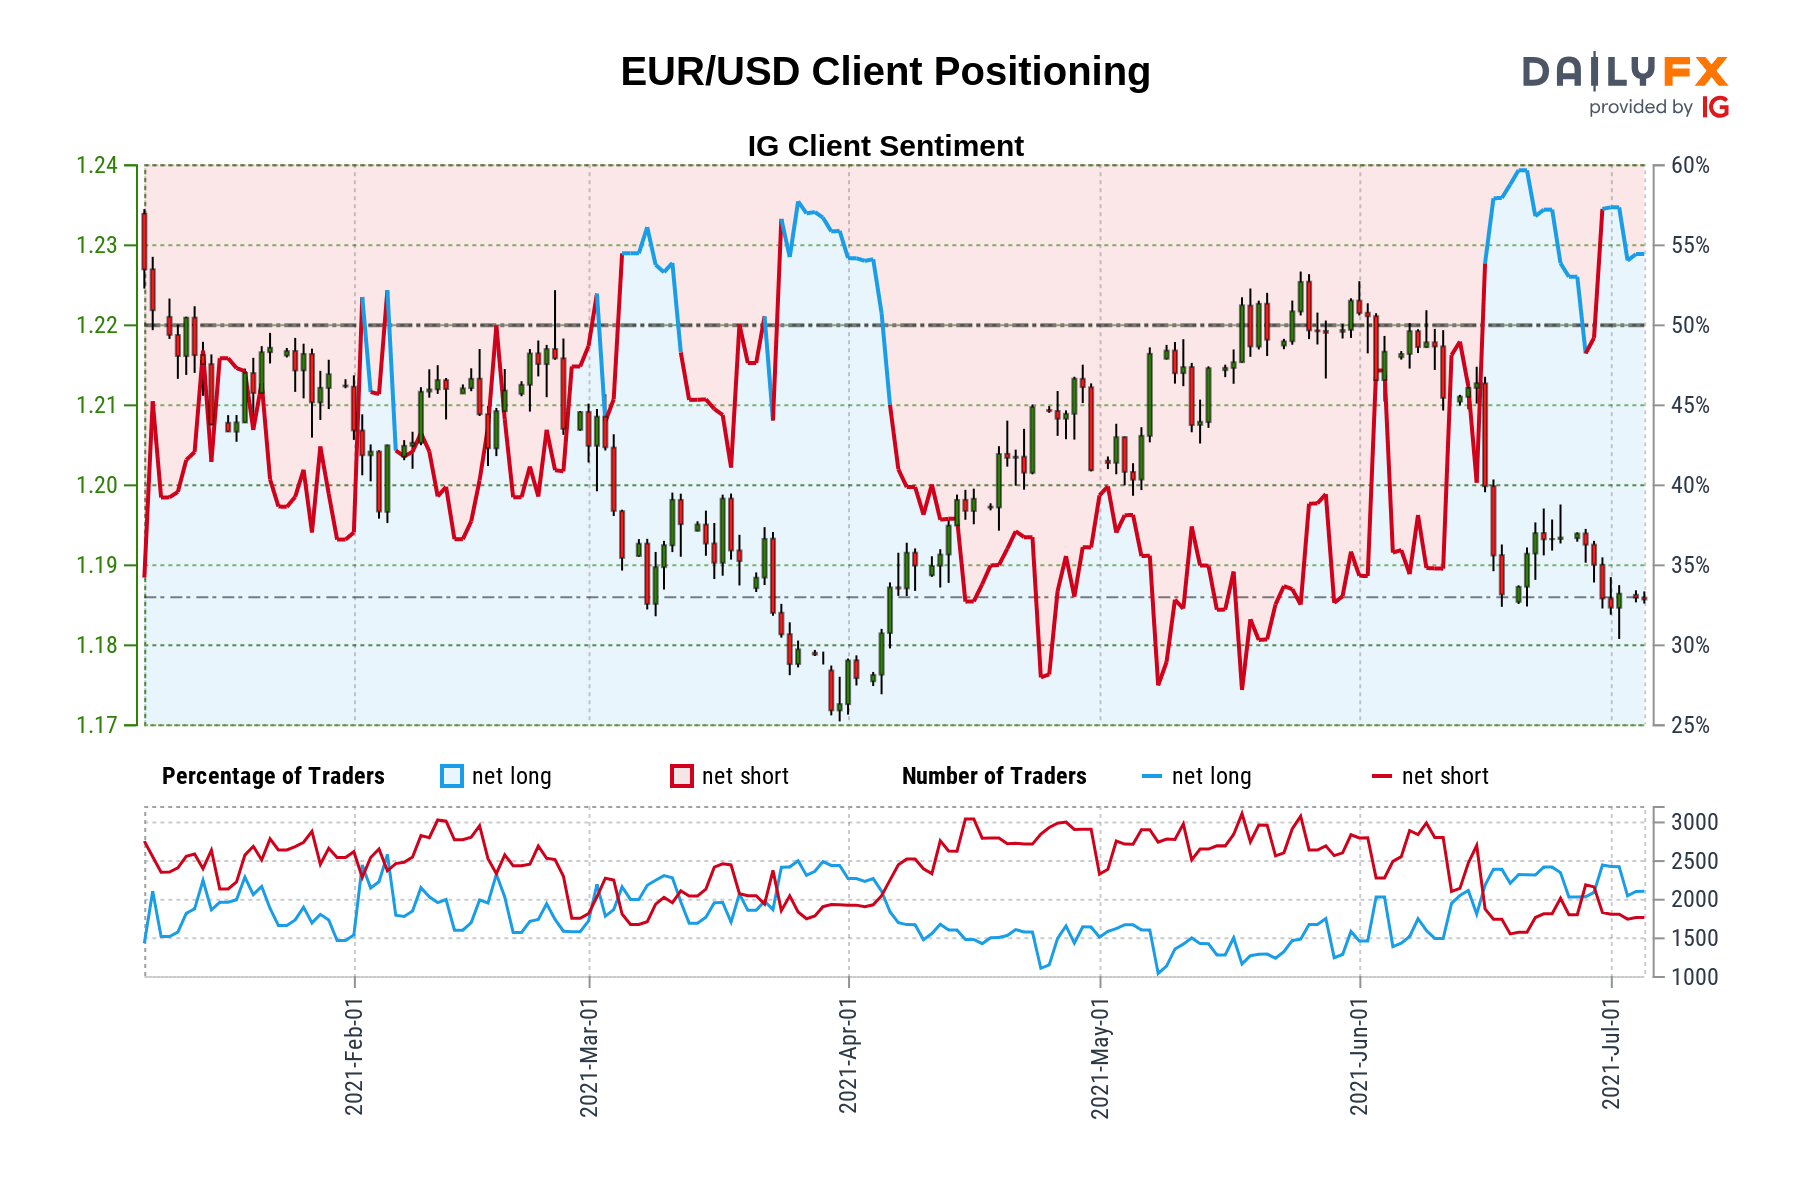 EUR/USD Client Positioning
DAILYFX
provided by IG
IG Client Sentiment
1.24
1.23
1.22
1.21
1.20
1.19
1.18
1.17
60%
55%
50%
45%
40%
35%
30%
25%
Percentage of Traders net long net short Number of Traders net long net short
3000
2500
2000
1500
1000
2021-Feb-01
2021-Mar-01
2021-Apr-01
2021-May-01
2021-Jun-01
2021-Jul-01